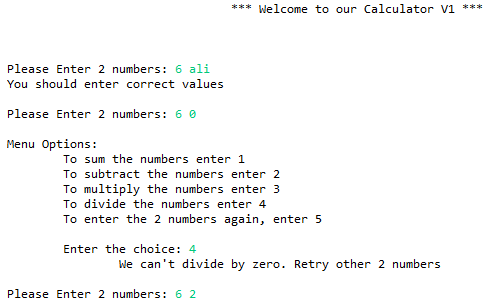 *** Welcome to our Calculator V1 ***
Please Enter 2 numbers: 6 ali
You should enter correct values
Please Enter 2 numbers: 6 0
Menu Options:
To sum the numbers enter 1
To subtract the numbers enter 2
To multiply the numbers enter 3
To divide the numbers enter 4
To enter the 2 numbers again, enter 5
Enter the choice: 4
We can't divide by zero. Retry other 2 numbers
Please Enter 2 numbers: 6 2